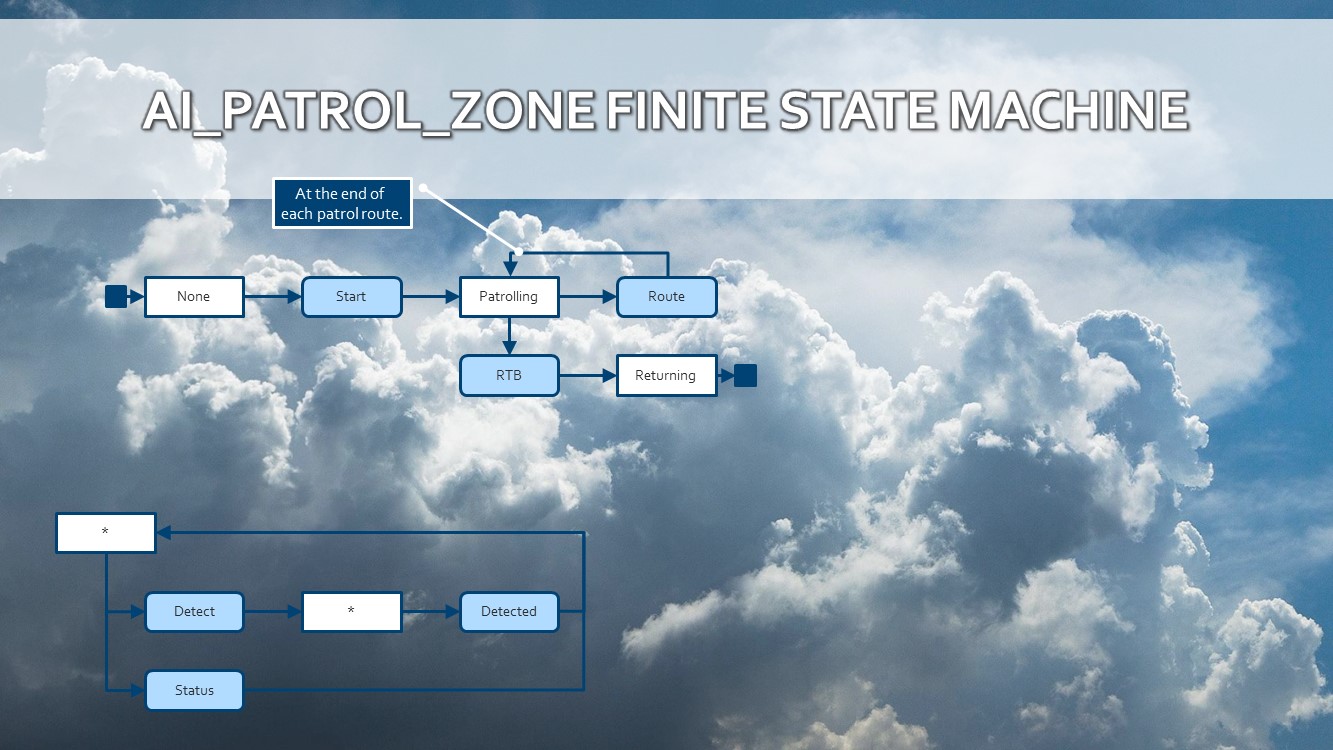 AI_PATROL_ZONE FINITE STATE MACHINE
At the end of
each patrol route.
None
Start
Patrolling
Route
RTB
Returning
*
Detect
*
Detected
Status